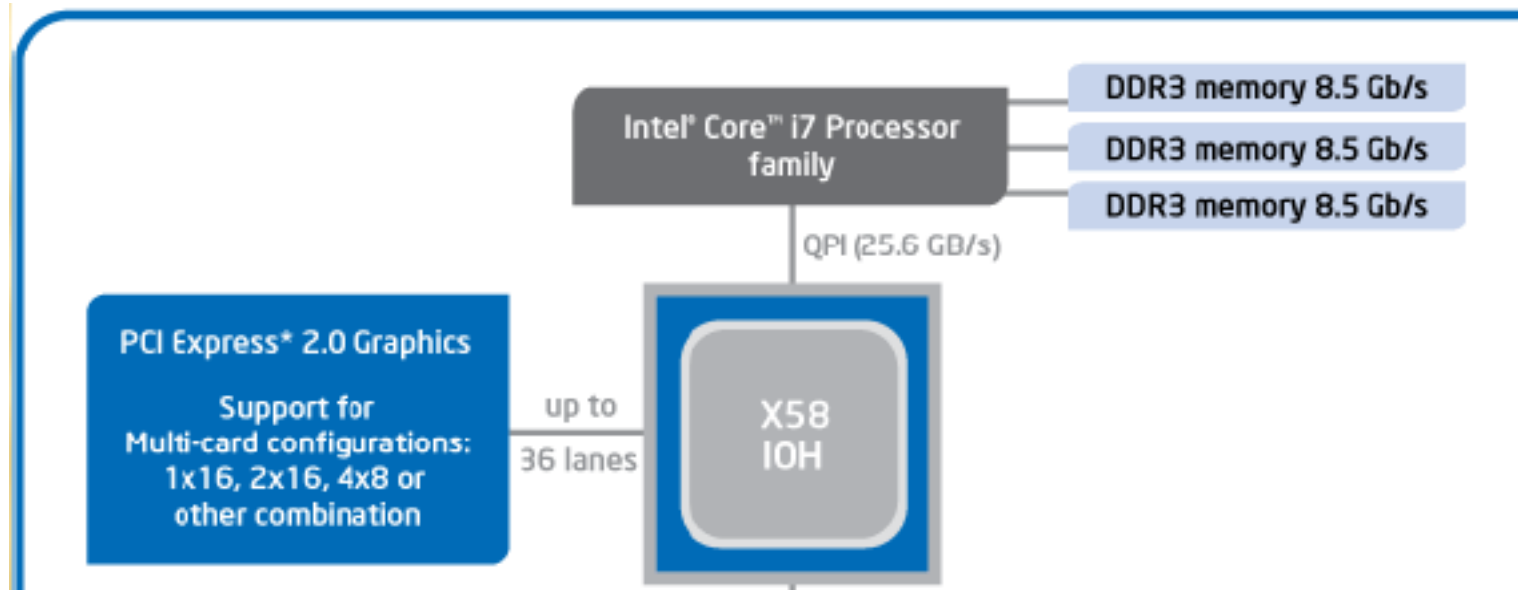 DDR3 memory 8.5 Gb/s
Intel® Core™ i7 Processor
family
DDR3 memory 8.5 Gb/s
DDR3 memory 8.5 Gb/s
QPI (25.6 GB/s)
PCI Express* 2.0 Graphics
Support for
Multi-card configurations:
1x16, 2x16, 4x8 or
other combination
up to
36 lanes
X58
IOH